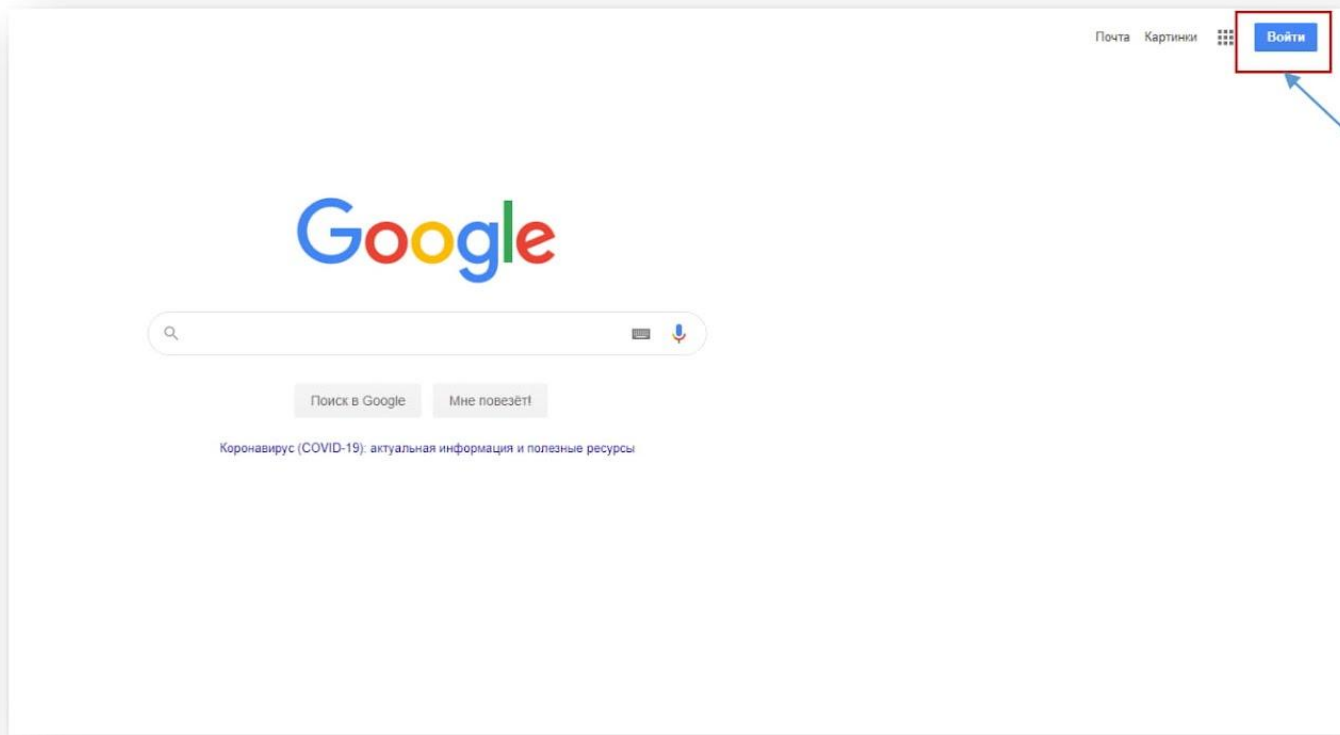 Почта Картинки Войти
Google
Поиск в Google Мне повезёт!
Коронавирус (COVID-19): актуальная информация и полезные ресурсы